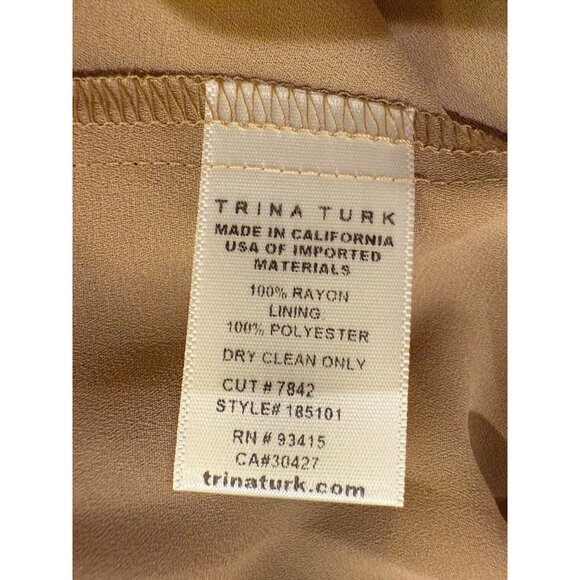 TRINA TURK
MADE IN CALIFORNIA
USA OF IMPORTED
MATERIALS
100% RAYON
LINING
100% POLYESTER
DRY CLEAN ONLY
CUT # 7842
STYLE# 185101
RN # 93415
CA#30427
trinaturk.com